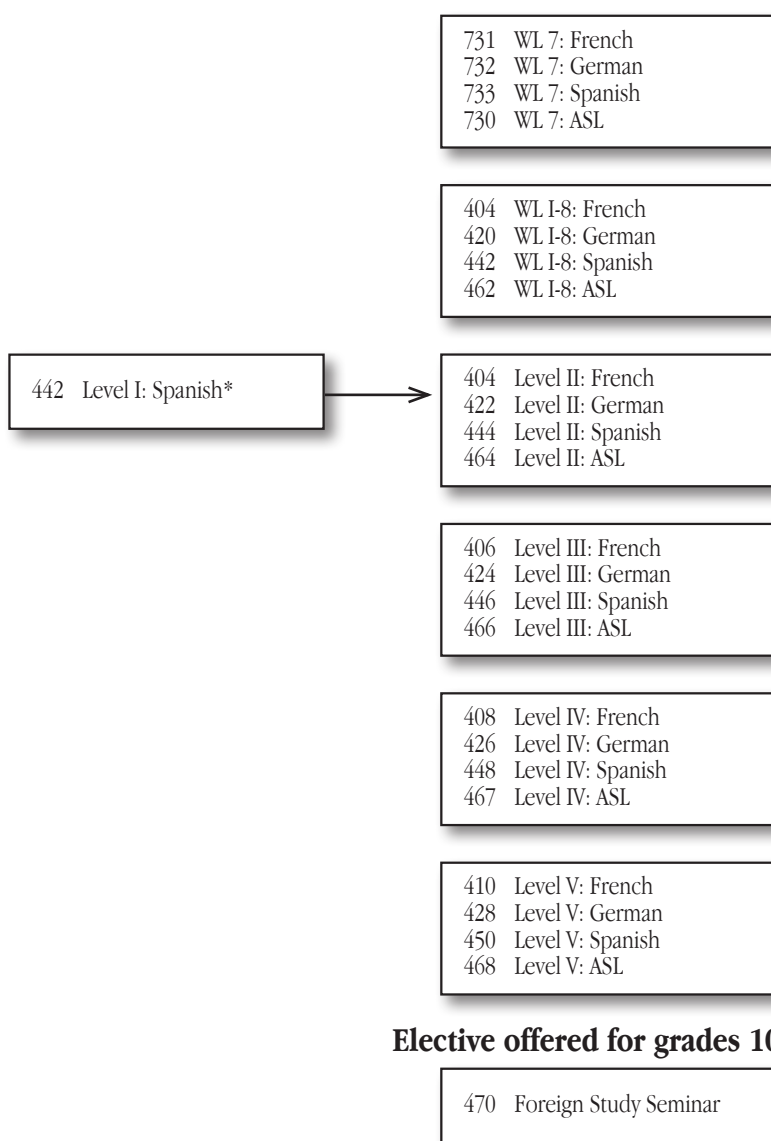 731 WL 7: French
732 WL 7: German
733 WL 7: Spanish
730 WL 7: ASL
404 WL I-8: French
420 WL I-8: German
442 WL I-8: Spanish
462 WL I-8: ASL
442 Level I: Spanish*
404 Level II: French
422 Level II: German
444 Level II: Spanish
464 Level II: ASL
406 Level III: French
424 Level III: German
446 Level III: Spanish
466 Level III: ASL
408 Level IV: French
426 Level IV: German
448 Level IV: Spanish
467 Level IV: ASL
410 Level V: French
428 Level V: German
450 Level V: Spanish
468 Level V: ASL
Elective offered for grades 10
470 Foreign Study Seminar